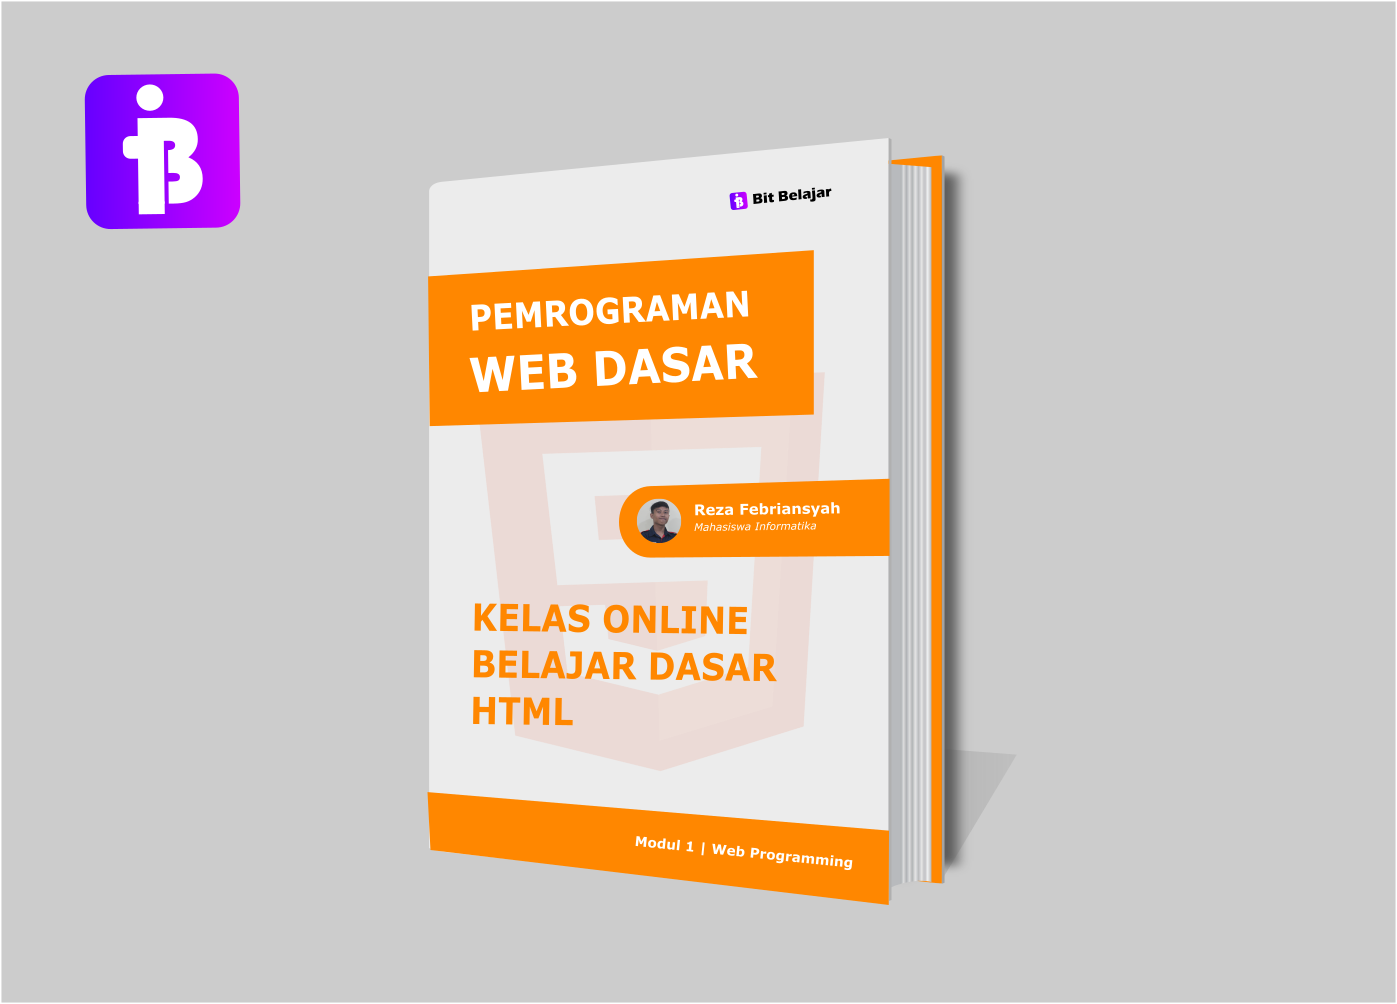 Bit Belajar
PEMROGRAMAN
WEB DASAR
Reza Febriansyah
Mahasiswa Informatika
KELAS ONLINE
BELAJAR DASAR
HTML
Modul 1 | Web Programming